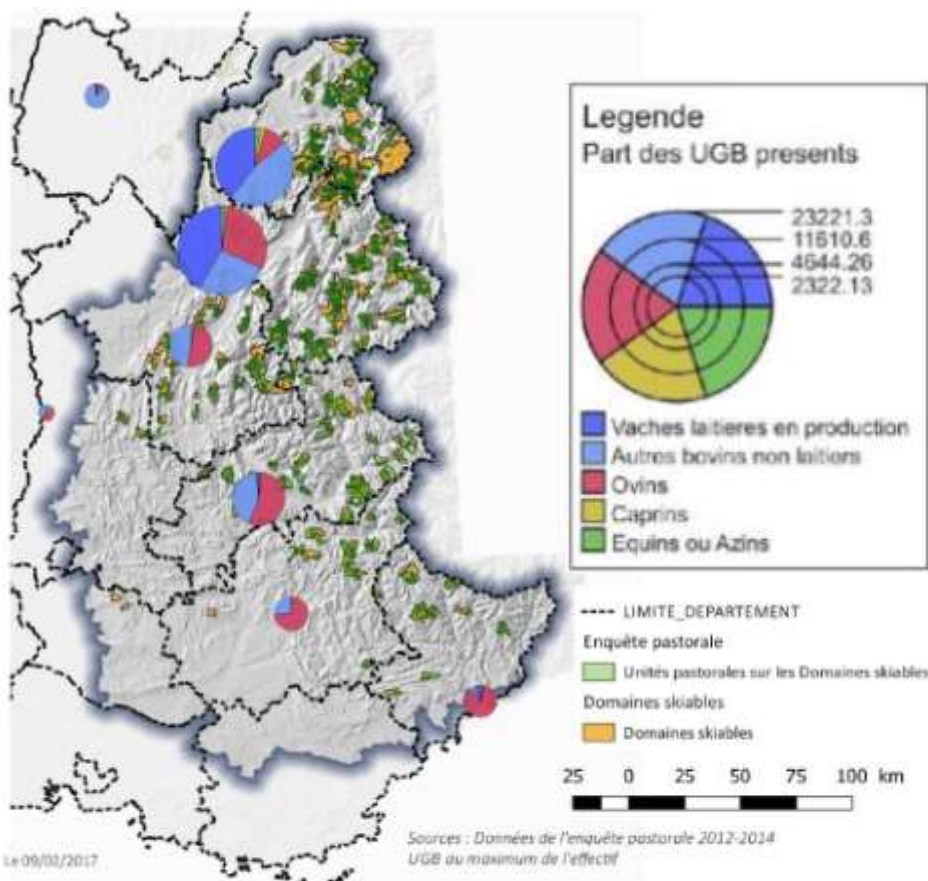 Legende
Part des UGB presents
23221.3
11610.6
4644.26
2322.13
Vaches laitieres en production
Autres bovins non laitiers
Ovins
Caprins
Equins ou Azins
LIMITE_DEPARTEMENT
Enquête pastorale
Unités pastorales sur les Domaines skiables
Domaines skiables
Domaines skiables
25 0 25 50 75 100 km
Sources : Données de l'enquête pastorale 2012-2014
UGB au maximum de l'effectif
Le 09/02/2017